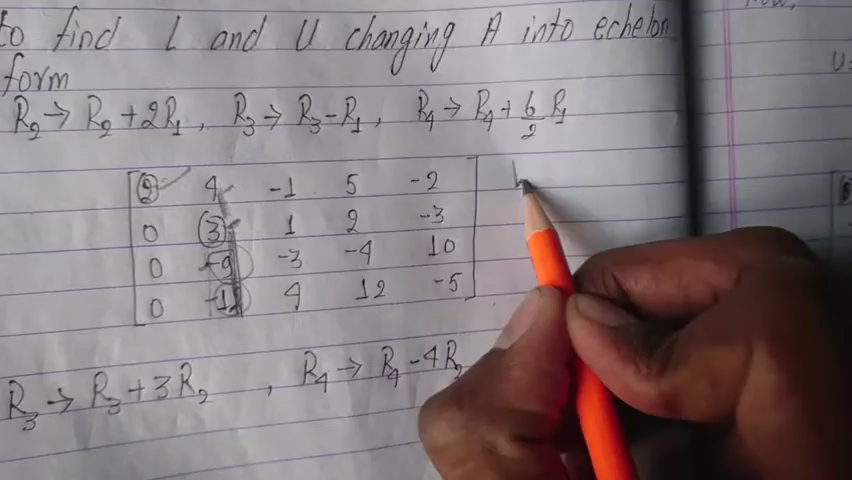 to find L and U changing A into echelon
form
R₂ → R₂ + 2R₁, R₃ → R₃ - R₁, R₄ → R₄ + 6/2 R₁
2 4 -1 5 -2
0 3 1 2 -3
0 -9 -3 -4 10
0 4 12 -5
R₃ → R₃ + 3R₂, R₄ → R₄ - 4R₂